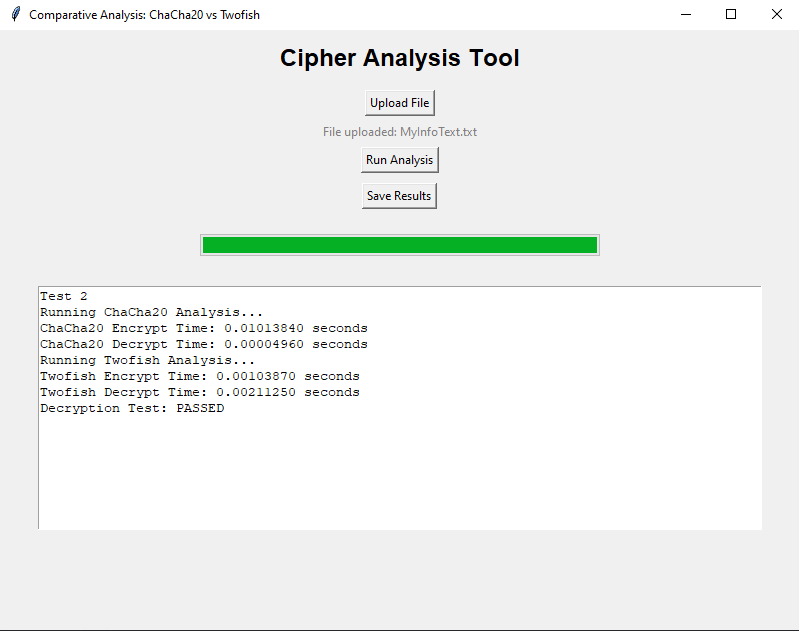 Comparative Analysis: ChaCha20 vs Twofish
Cipher Analysis Tool
Upload File
File uploaded: MyInfoText.txt
Run Analysis
Save Results
Test 2
Running ChaCha20 Analysis...
ChaCha20 Encrypt Time: 0.01013840 seconds
ChaCha20 Decrypt Time: 0.00004960 seconds
Running Twofish Analysis...
Twofish Encrypt Time: 0.00103870 seconds
Twofish Decrypt Time: 0.00211250 seconds
Decryption Test: PASSED